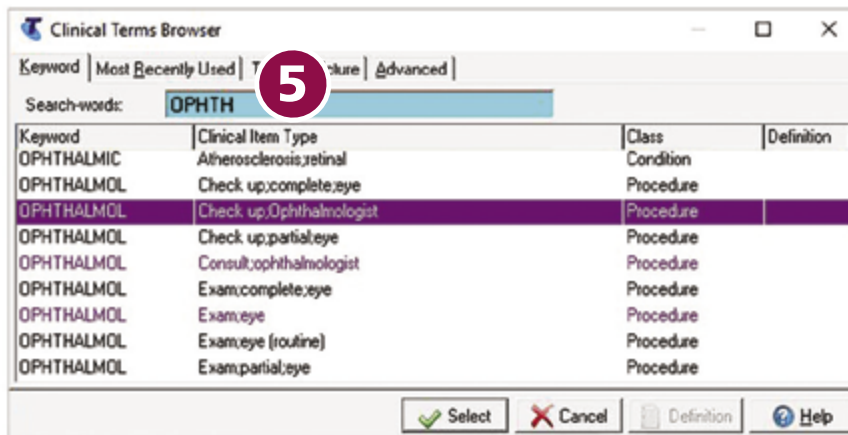 Clinical Terms Browser
Keyword Most Recently Used Advanced
5
Search-words: OPHTH
Keyword Clinical Item Type Class Definition
OPHTHALMIC Atherosclerosis;retinal Condition
OPHTHALMOL Check up;complete;eye Procedure
OPHTHALMOL Check up;Ophthalmologist Procedure
OPHTHALMOL Check up;partial;eye Procedure
OPHTHALMOL Consult;ophthalmologist Procedure
OPHTHALMOL Exam;complete;eye Procedure
OPHTHALMOL Exam;eye Procedure
OPHTHALMOL Exam;eye (routine) Procedure
OPHTHALMOL Exam;partial;eye Procedure
Select Cancel Definition Help